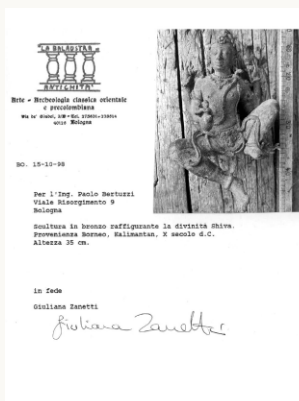 "LA BALAUSTRA"
ANTICHITA'
Arte - Archeologia classica orientale
e precolombiana
40125 Bologna
BO. 15-10-98
Per l'Ing. Paolo Bertuzzi
Viale Risorgimento 9
Bologna
Scultura in bronzo raffigurante la divinità Shiva.
Provenienza Borneo, Kalimantan, X secolo d.C.
Altezza 35 cm.
in fede
Giuliana Zanetti
Giuliana Zanetti